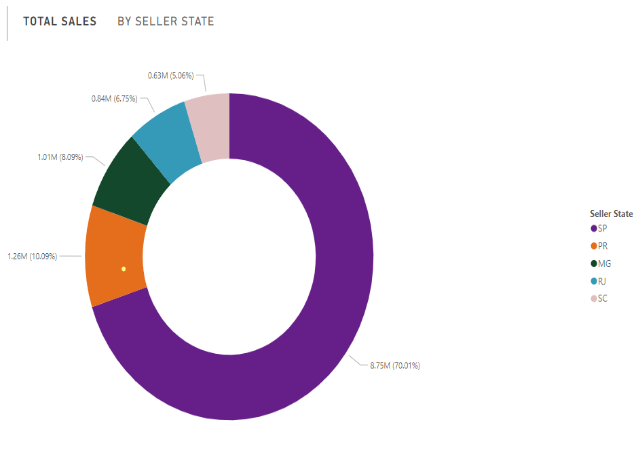 TOTAL SALES BY SELLER STATE
0.63M (5.06%)
0.84M (6.75%)
1.01M (8.09%)
1.26M (10.09%)
8.75M (70.01%)
Seller State
SP
PR
MG
RJ
SC